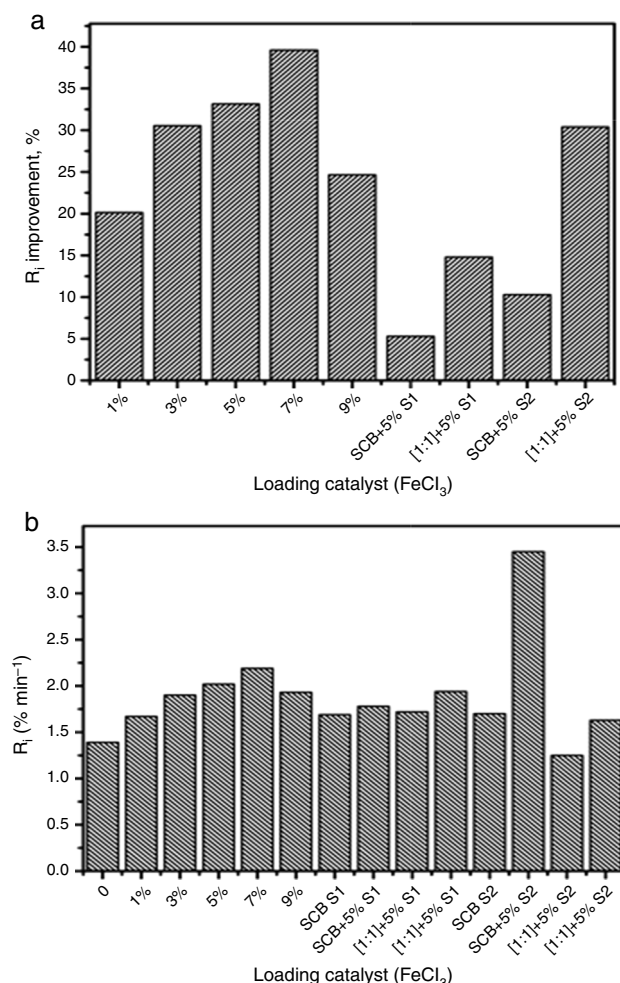 a
40
35
30
25
20
15
10
5
0
R_i improvement, %
1%
3%
5%
7%
9%
SCB+5% S1
[1:1]+5% S1
SCB+5% S2
[1:1]+5% S2
Loading catalyst (FeCl₃)
b
3.5
3.0
2.5
2.0
1.5
1.0
0.5
0.0
R_i (% min⁻¹)
0
1%
3%
5%
7%
9%
SCB S1
SCB+5% S1
[1:1]+5% S1
[1:1]+5% S1
SCB S2
SCB+5% S2
[1:1]+5% S2
[1:1]+5% S2
Loading catalyst (FeCl₃)